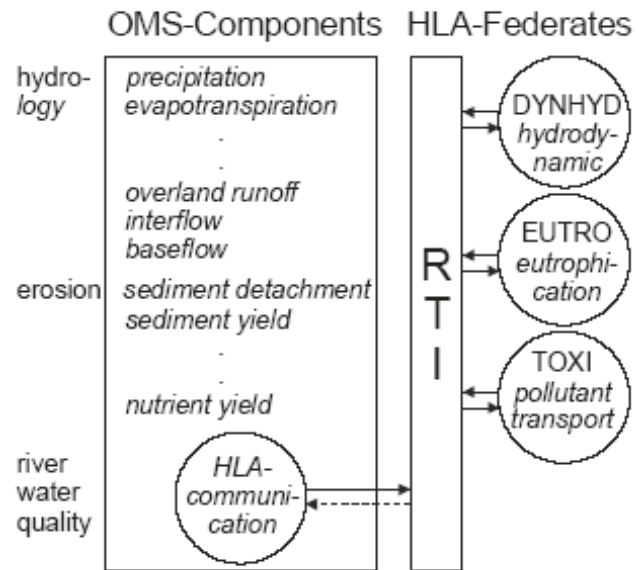 OMS-Components
HLA-Federates
hydro-
logy
precipitation
evapotranspiration
.
.
overland runoff
interflow
baseflow
erosion
sediment detachment
sediment yield
.
.
nutrient yield
river
water
quality
HLA-
communi-
cation
R
T
I
DYNHYD
hydrody-
namic
EUTRO
eutrophi-
cation
TOXI
pollutant
transport